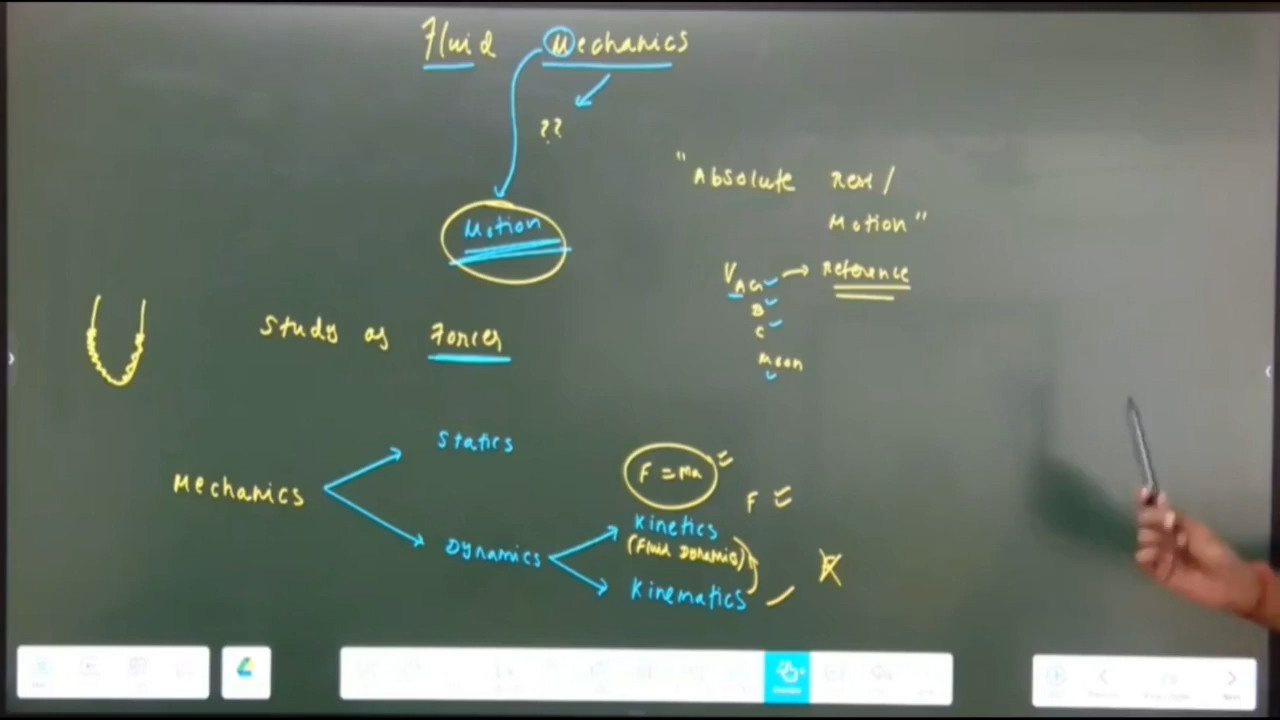 Fluid Mechanics
??
"Absolute Rest/
Motion"
Motion
VAG → Reference
B
C
Moon
Study of Forces
Statics
Mechanics
F = Ma
F
Kinetics
(Fluid Dynamic)
Dynamics
Kinematics
F